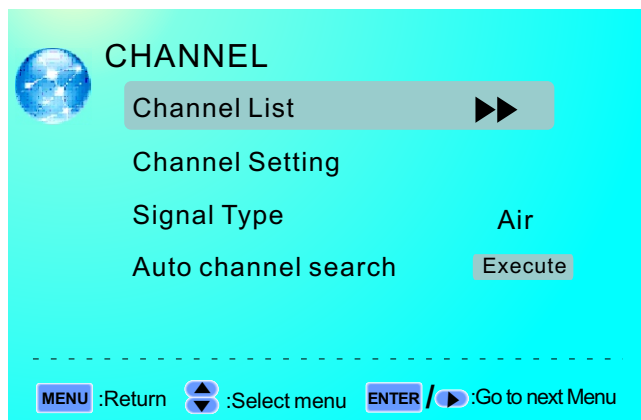 CHANNEL
Channel List
Channel Setting
Signal Type Air
Auto channel search Execute
MENU :Return :Select menu ENTER / :Go to next Menu